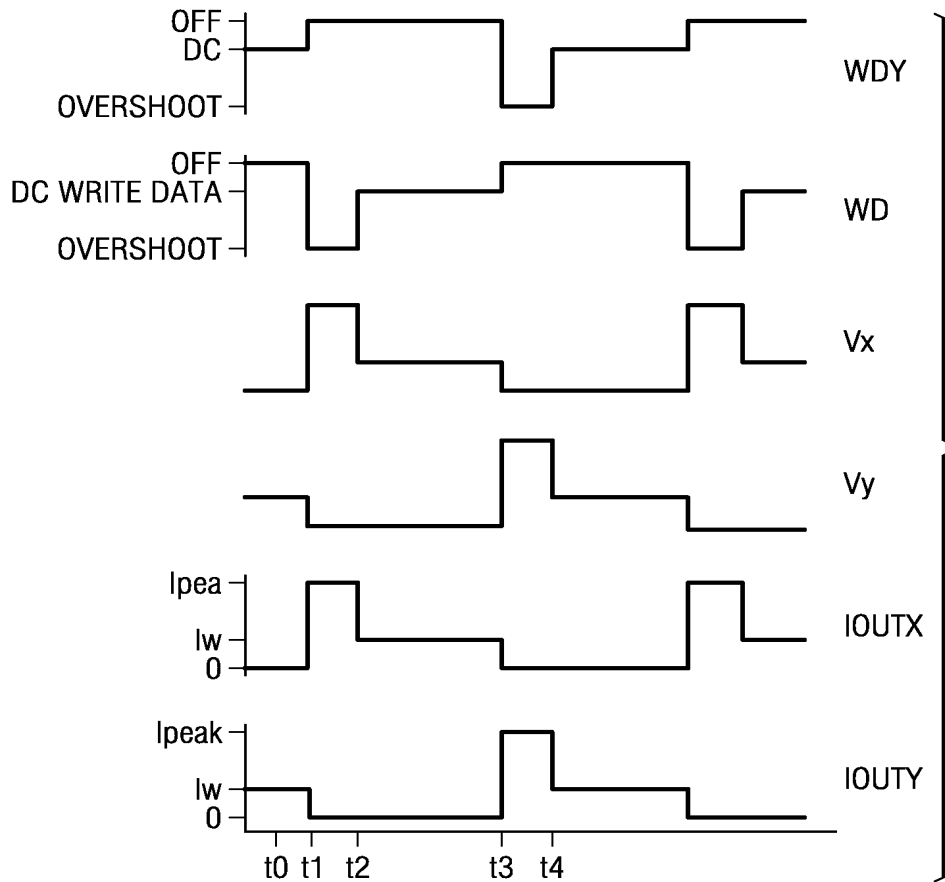 OFF
DC
OVERSHOOT
WDY
OFF
DC WRITE DATA
OVERSHOOT
WD
Vx
Vy
Ipea
Iw
0
IOUTX
Ipeak
Iw
0
IOUTY
t0 t1 t2 t3 t4